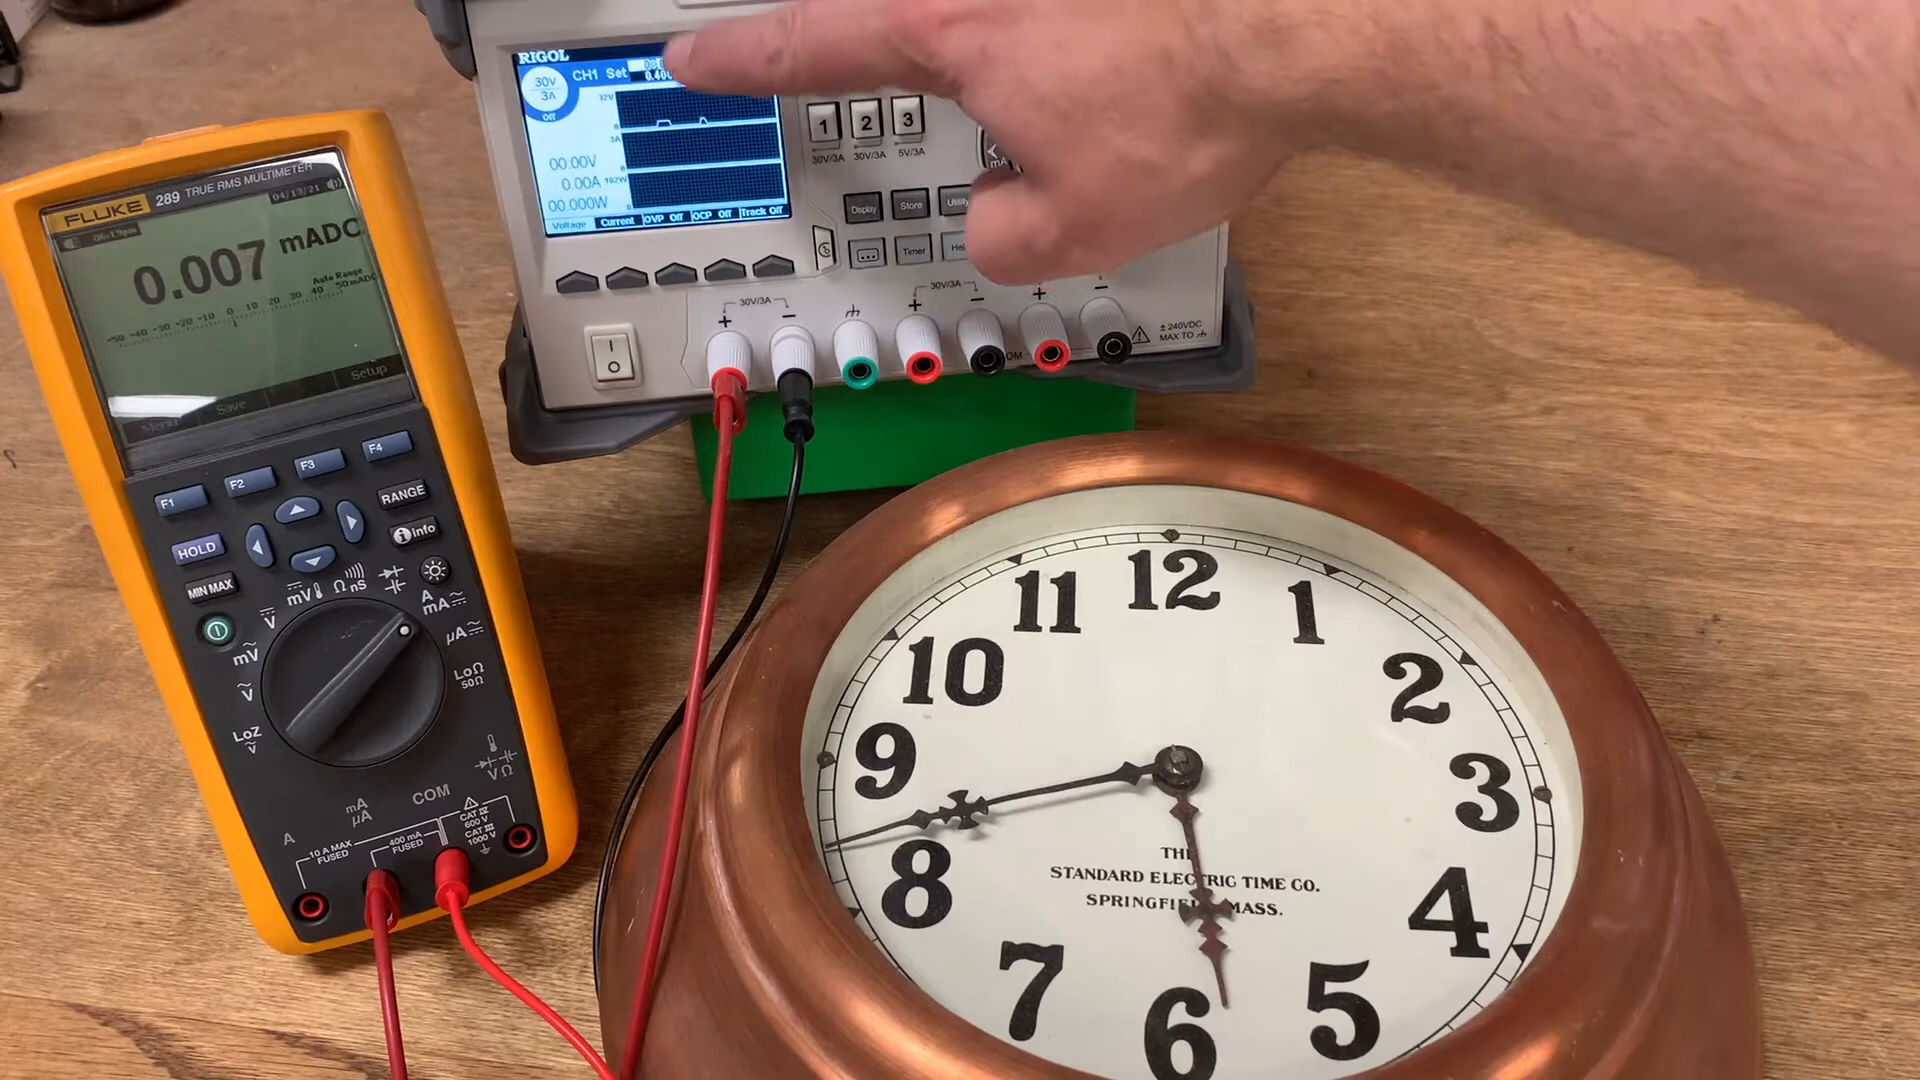 RIGOL
30V
3A
Off
CH1 Set
0.40
32V
3A
102W
00.00V
0.00A
00.000W
Voltage Current OVP Off OCP Off Track Off
1 2 3
30V/3A 30V/3A 5V/3A
Display Store
... Timer
30V/3A 30V/3A
+ - + - + -
I
O
± 240VDC
MAX TO
FLUKE 289 TRUE RMS MULTIMETER
04/13/21
0.007 mADC
Auto Range
-50 -40 -30 -20 -10 0 10 20 30 40 50 mADC
Menu Save Setup
F1 F2 F3 F4
RANGE
HOLD
info
MIN MAX
mV
Ω nS
V
A
mA
mV
μA
V
LoΩ
50Ω
LoZ
V
VΩ
A
mA
μA
COM
10 A MAX
FUSED
400 mA
FUSED
CAT IV
600 V
CAT III
1000 V
12
11 1
10 2
9 3
8 4
7 5
6
STANDARD ELECTRIC TIME CO.
MASS.